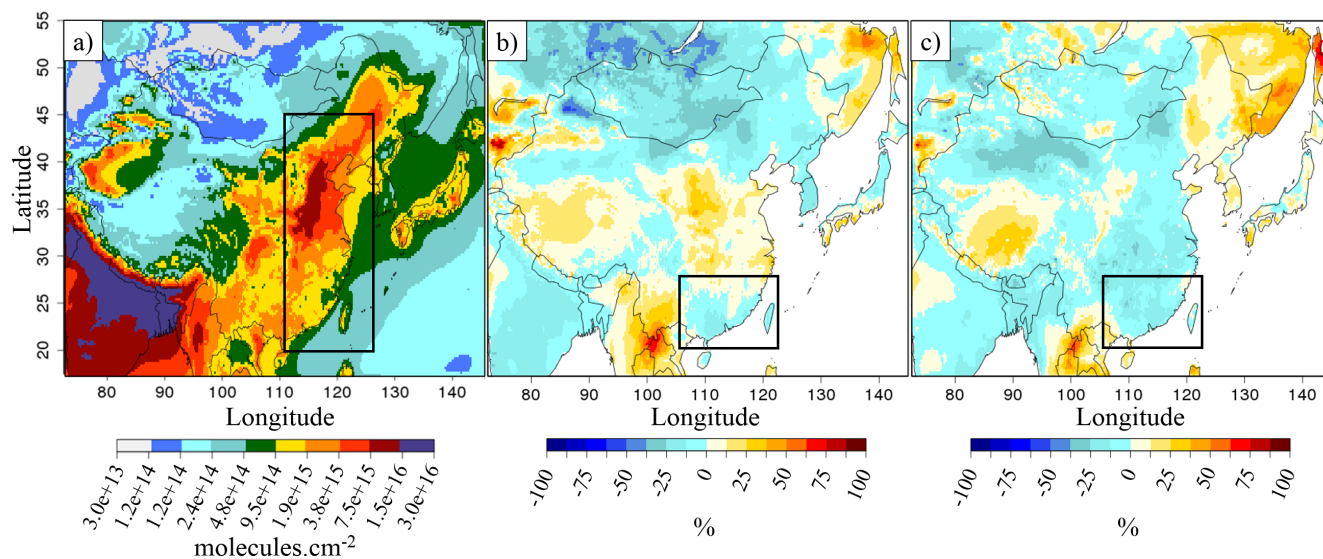 a)
b)
c)
Latitude
55
50
45
40
35
30
25
20
80 90 100 110 120 130 140
80 90 100 110 120 130 140
80 90 100 110 120 130 140
Longitude
Longitude
Longitude
3.0e+13
1.2e+14
1.2e+14
2.4e+14
4.8e+14
9.5e+14
1.9e+15
3.8e+15
7.5e+15
1.5e+16
3.0e+16
molecules.cm-2
-100
-75
-50
-25
0
25
50
75
100
%
-100
-75
-50
-25
0
25
50
75
100
%